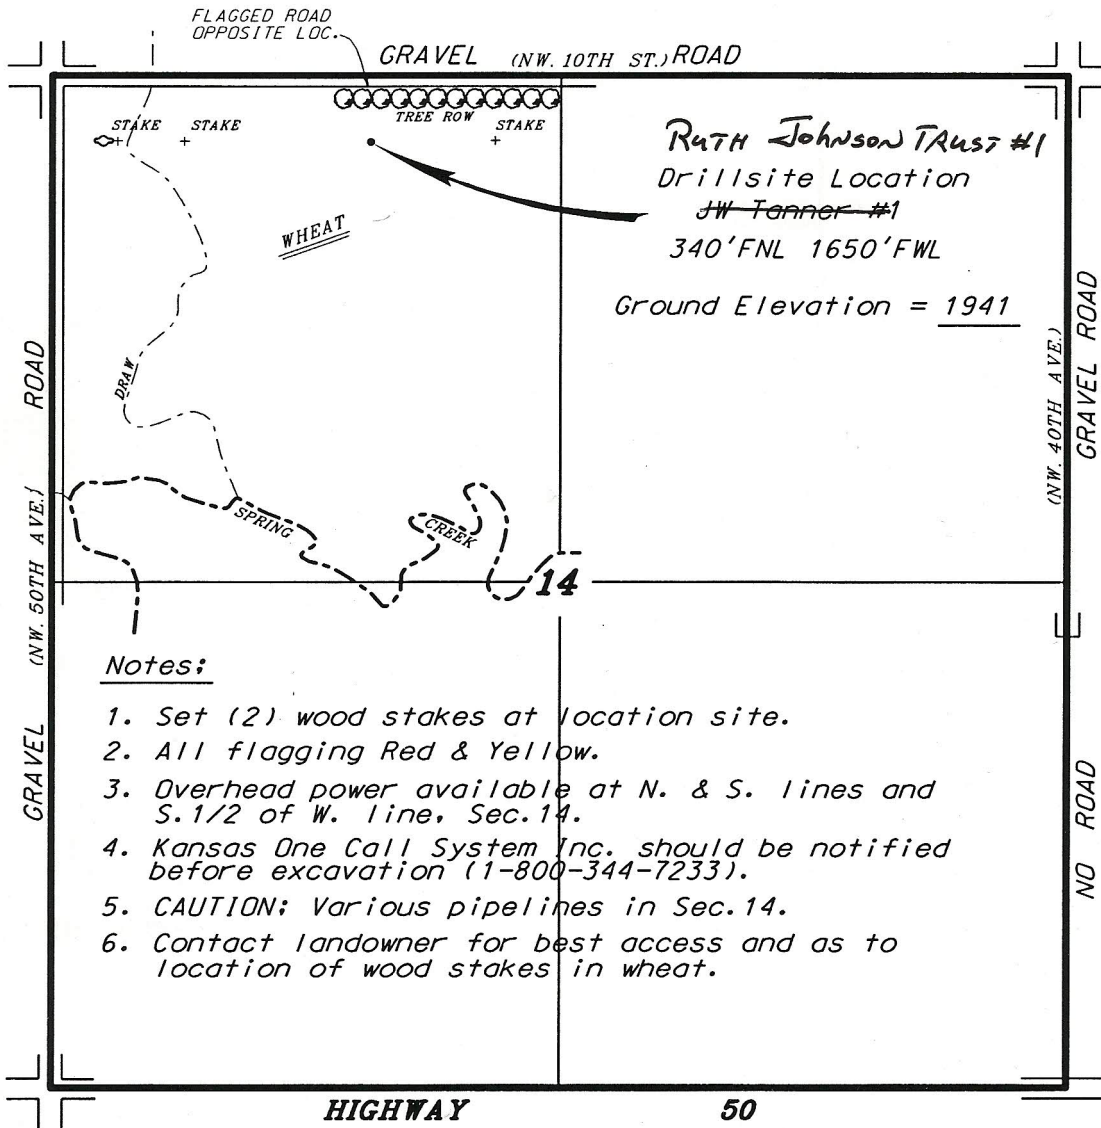 FLAGGED ROAD
OPPOSITE LOC.
GRAVEL (NW. 10TH ST.) ROAD
TREE ROW
STAKE STAKE STAKE
RUTH JOHNSON TRUST #1
Drillsite Location
JW Tanner #1
340'FNL 1650'FWL
WHEAT
Ground Elevation = 1941
DRAW
GRAVEL ROAD
(NW. 40TH AVE.)
GRAVEL ROAD
(NW. 50TH AVE.)
SPRING CREEK
14
NO ROAD
Notes:
1. Set (2) wood stakes at location site.
2. All flagging Red & Yellow.
3. Overhead power available at N. & S. lines and
S.1/2 of W. line, Sec.14.
4. Kansas One Call System Inc. should be notified
before excavation (1-800-344-7233).
5. CAUTION: Various pipelines in Sec.14.
6. Contact landowner for best access and as to
location of wood stakes in wheat.
HIGHWAY 50